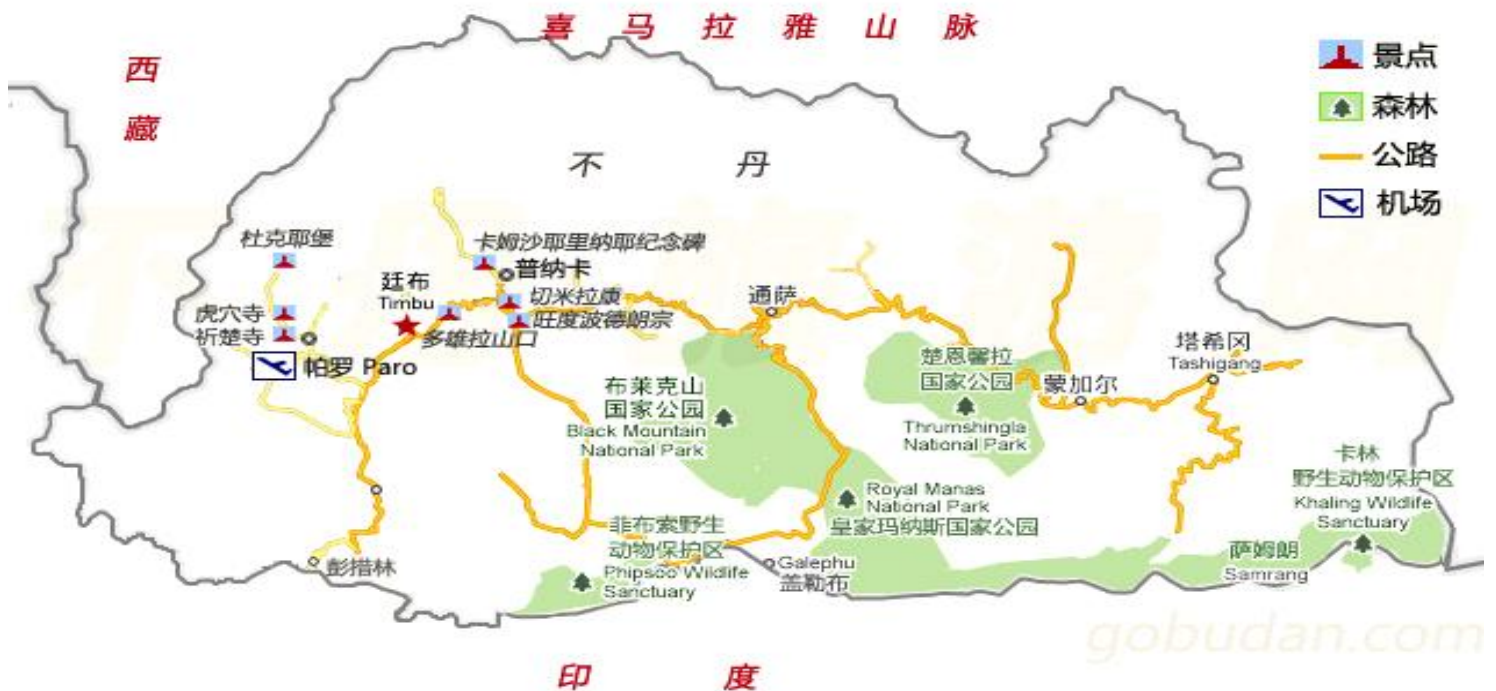 喜马拉雅山脉
西
藏
景点
森林
公路
机场
不丹
杜克耶堡
卡姆沙耶里纳耶纪念碑
普纳卡
廷布
Timbu
切米拉康
旺度波德朗宗
多雄拉山口
虎穴寺
祈楚寺
帕罗 Paro
通萨
楚恩馨拉
国家公园
Thrumshingla
National Park
塔希冈
Tashigang
蒙加尔
布莱克山
国家公园
Black Mountain
National Park
卡林
野生动物保护区
Khaling Wildlife
Sanctuary
Royal Manas
National Park
皇家玛纳斯国家公园
菲布索野生
动物保护区
Phipsoo Wildlife
Sanctuary
Galephu
盖勒布
萨姆朗
Samrang
彭措林
gobudan.com
印度